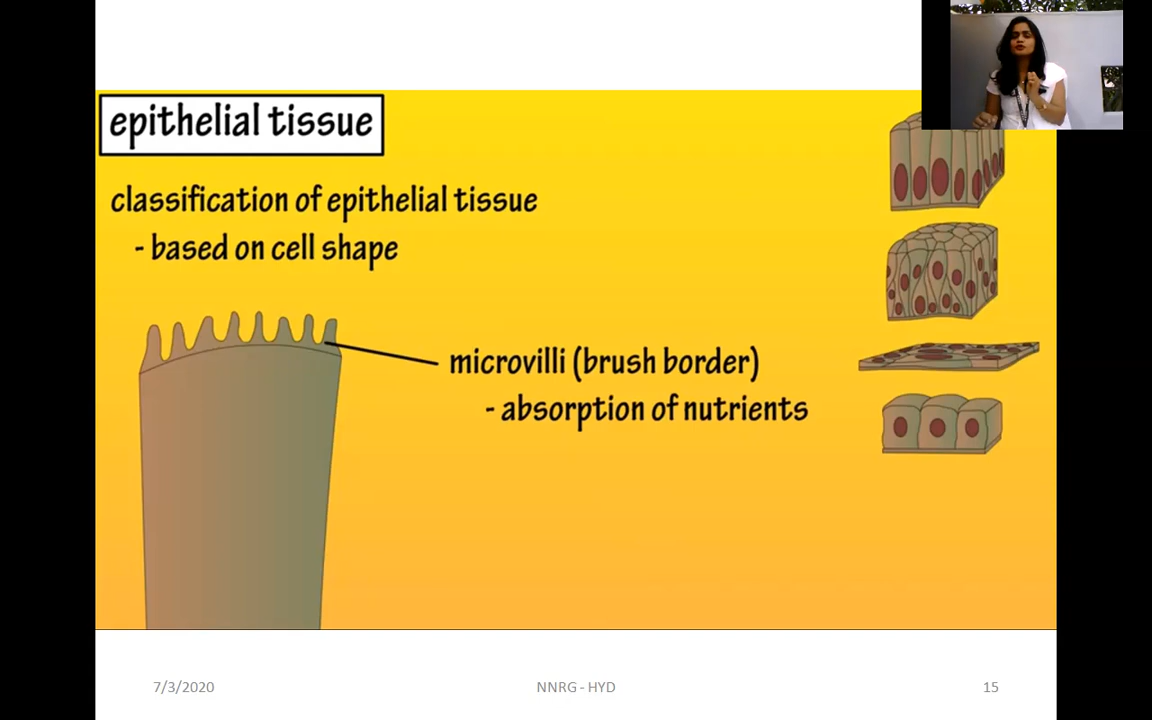 epithelial tissue
classification of epithelial tissue
- based on cell shape
microvilli (brush border)
- absorption of nutrients
7/3/2020
NNRG - HYD
15